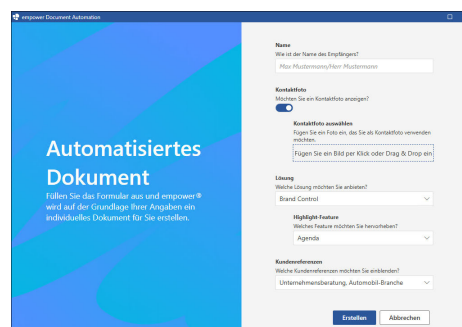 empower Document Automation
Automatisiertes
Dokument
Füllen Sie das Formular aus und empower®
wird auf der Grundlage Ihrer Angaben ein
individuelles Dokument für Sie erstellen.
Name
Wie ist der Name des Empfängers?
Max Mustermann/Herr Mustermann
Kontaktfoto
Möchten Sie ein Kontaktfoto anzeigen?
Kontaktfoto auswählen
Fügen Sie ein Foto ein, das Sie als Kontaktfoto verwenden
möchten.
Fügen Sie ein Bild per Klick oder Drag & Drop ein
Lösung
Welche Lösung möchten Sie anbieten?
Brand Control
Highlight-Feature
Welches Feature möchten Sie hervorheben?
Agenda
Kundenreferenzen
Welche Kundenreferenzen möchten Sie einblenden?
Unternehmensberatung, Automobil-Branche
Erstellen
Abbrechen